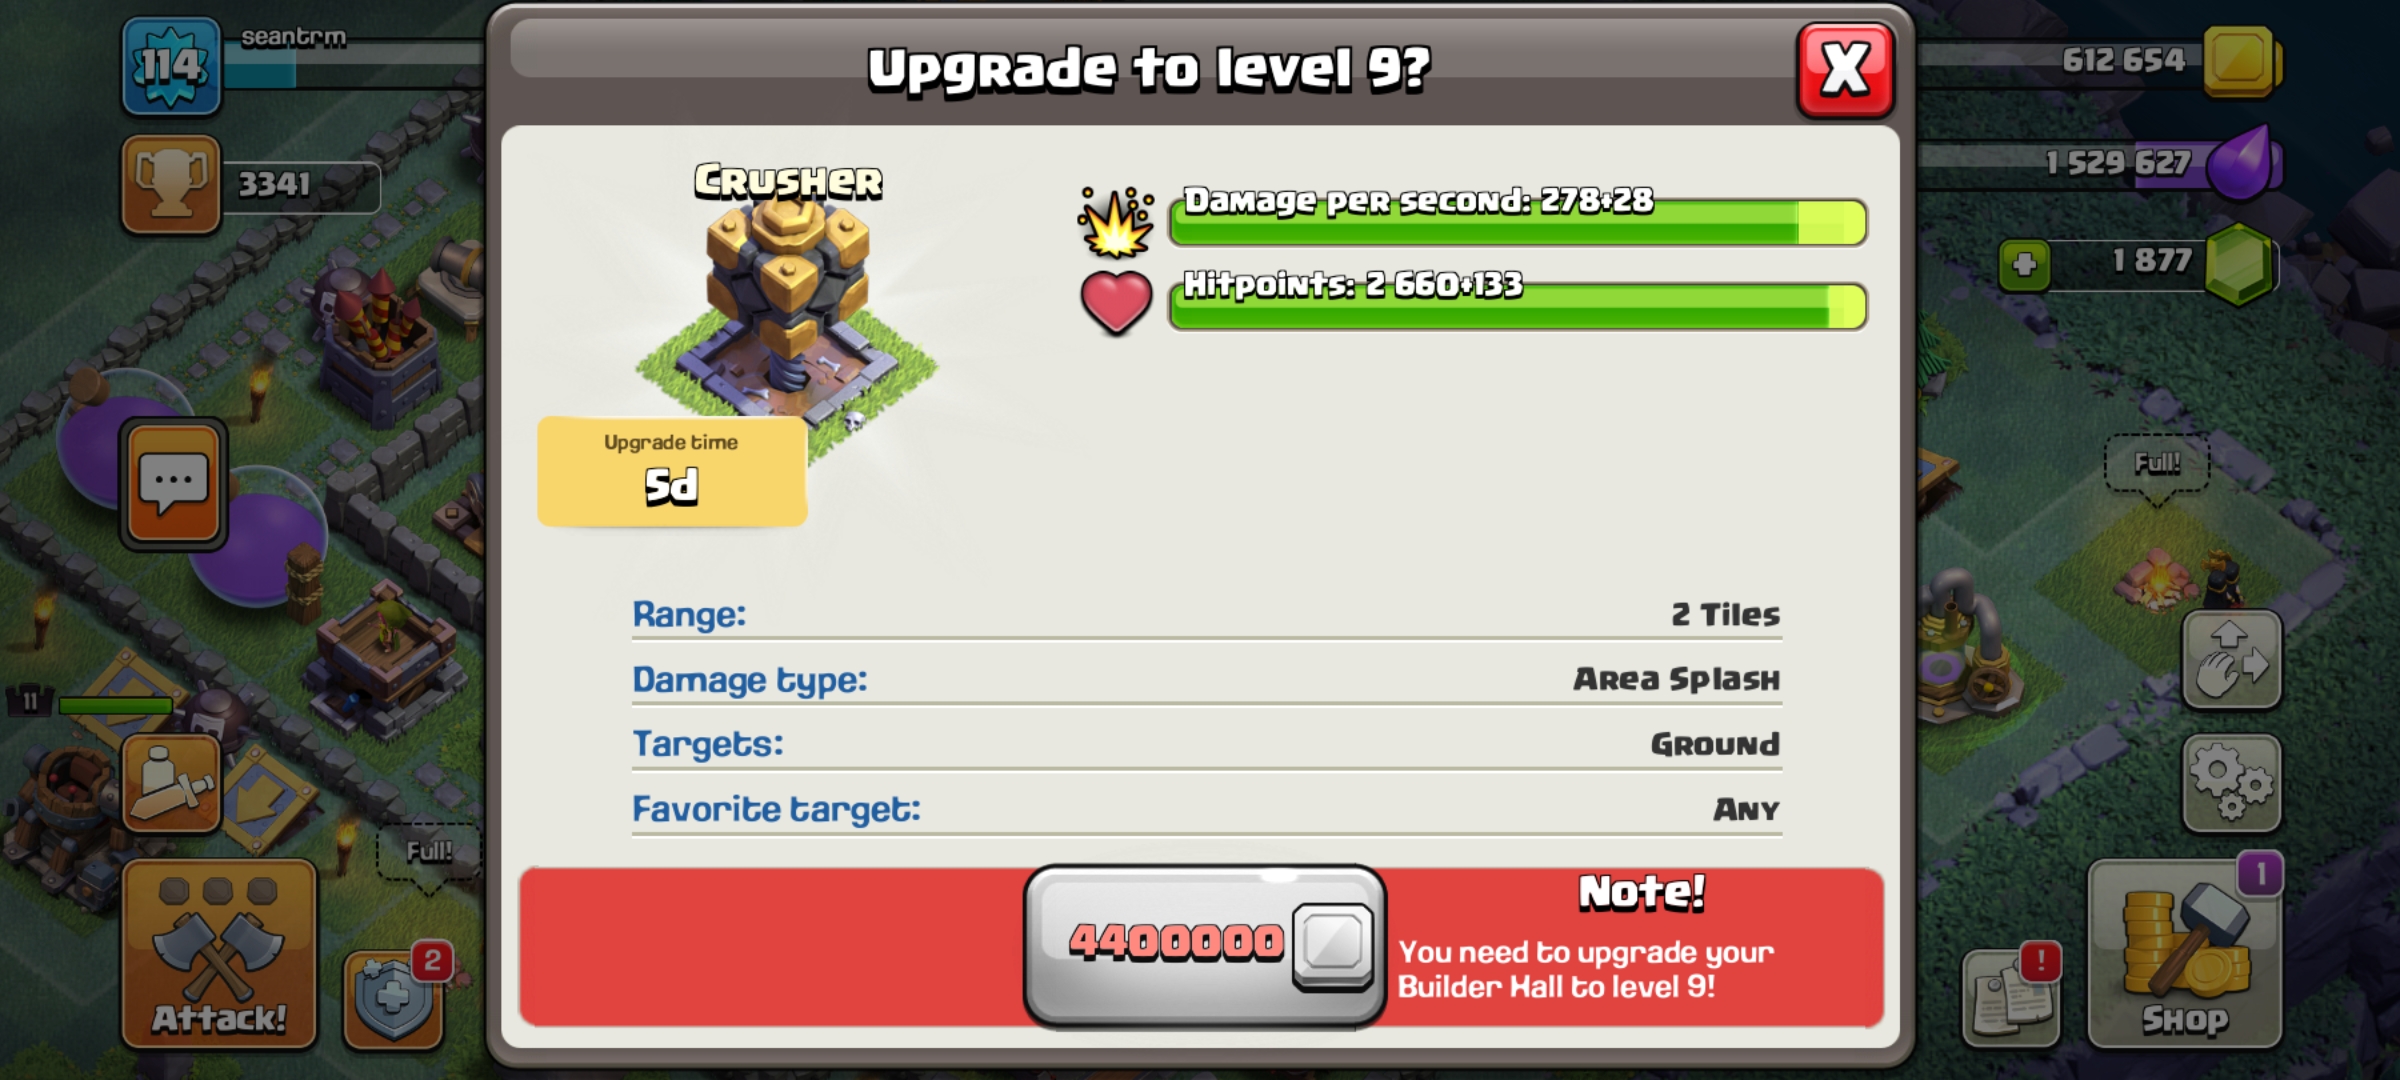 114
seantrm
3341
Upgrade to level 9?
X
612 654
1 529 627
1 877
Crusher
Damage per second: 278+28
Hitpoints: 2 660+133
Upgrade time
5d
Range: 2 Tiles
Damage type: Area Splash
Targets: Ground
Favorite target: Any
4400000
Note!
You need to upgrade your
Builder Hall to level 9!
Full!
11
Full!
Attack!
2
!
1
Shop